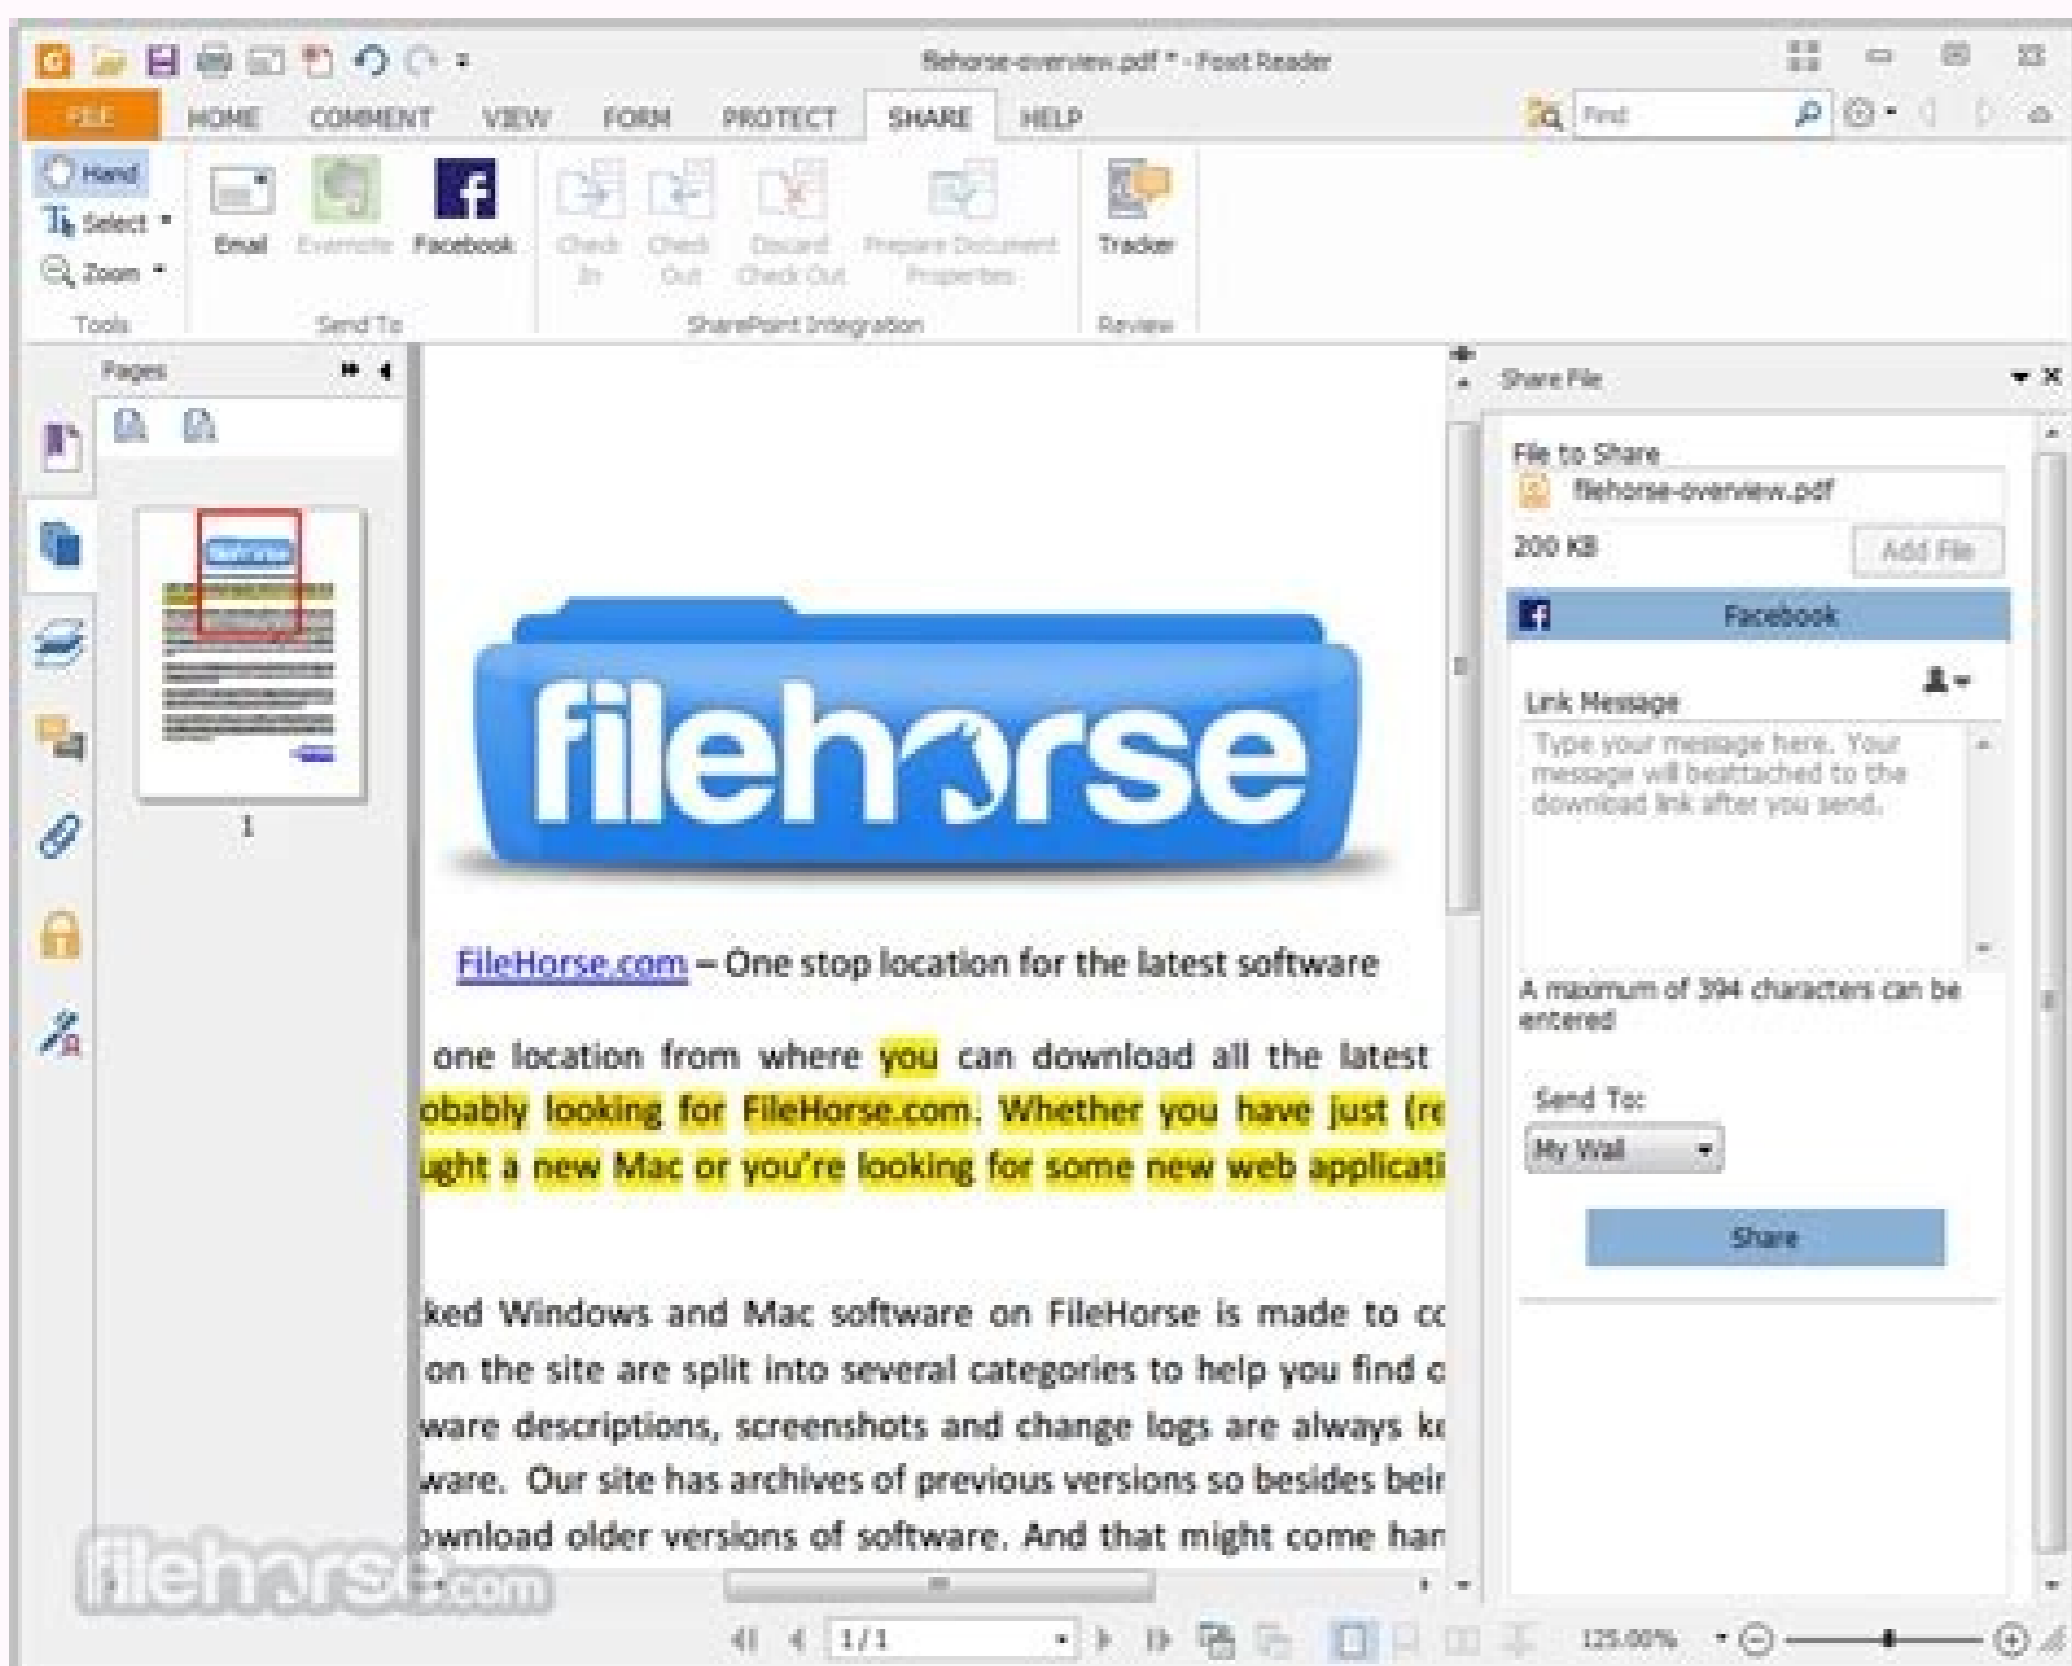 filehorse-overview.pdf * - Foxit Reader
FILE HOME COMMENT VIEW FORM PROTECT SHARE HELP Find
Hand
Select
Zoom
Tools
Email Evernote Facebook
Send To
Check In Check Out Discard Check Out Prepare Document Properties
SharePoint Integration
Tracker
Review
Pages
filehorse
1
filehorse
FileHorse.com – One stop location for the latest software
one location from where you can download all the latest
obably looking for FileHorse.com. Whether you have just (re
ught a new Mac or you're looking for some new web applicati
ked Windows and Mac software on FileHorse is made to co
on the site are split into several categories to help you find o
ware descriptions, screenshots and change logs are always ke
ware. Our site has archives of previous versions so besides bein
ownload older versions of software. And that might come han
Share File
File to Share
filehorse-overview.pdf
200 KB Add File
Facebook
Link Message
Type your message here. Your
message will beattached to the
download link after you send.
A maximum of 394 characters can be
entered
Send To:
My Wall
Share
filehorse.com
1 / 1
125.00%